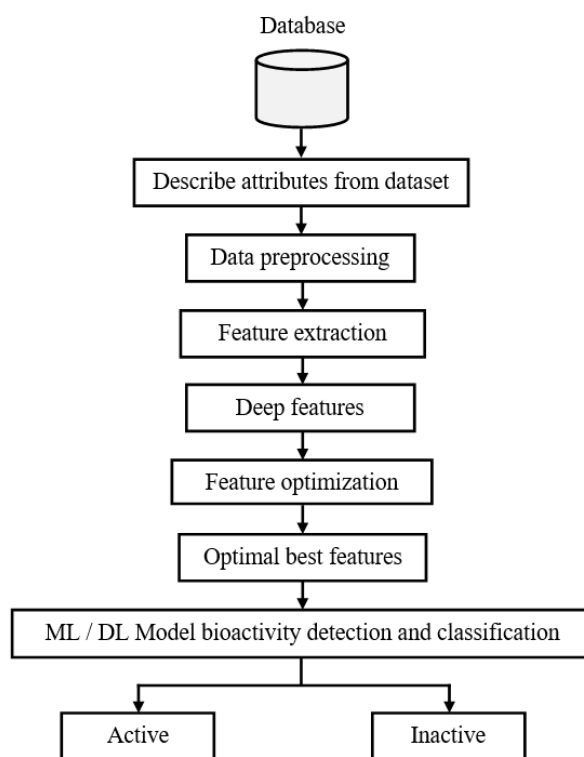 Database
Describe attributes from dataset
Data preprocessing
Feature extraction
Deep features
Feature optimization
Optimal best features
ML / DL Model bioactivity detection and classification
Active
Inactive